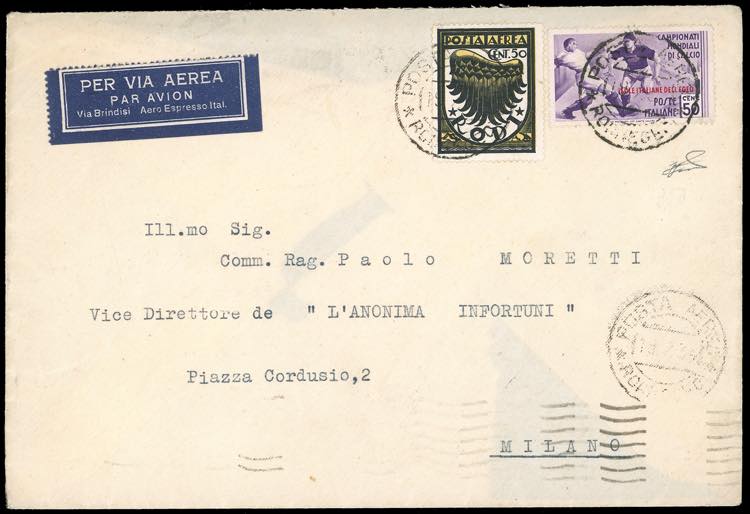 PER VIA AEREA
PAR AVION
Via Brindisi Aero Espresso Ital.
POSTA AEREA
CENT. 50
RODI
CAMPIONATI
MONDIALI
DI CALCIO
ISOLE ITALIANE DELL'EGEO
POSTE
ITALIANE
CENT
50
Ill.mo Sig.
Comm. Rag. Paolo MORETTI
Vice Direttore de " L'ANONIMA INFORTUNI "
Piazza Cordusio,2
MILANO
POSTA AEREA